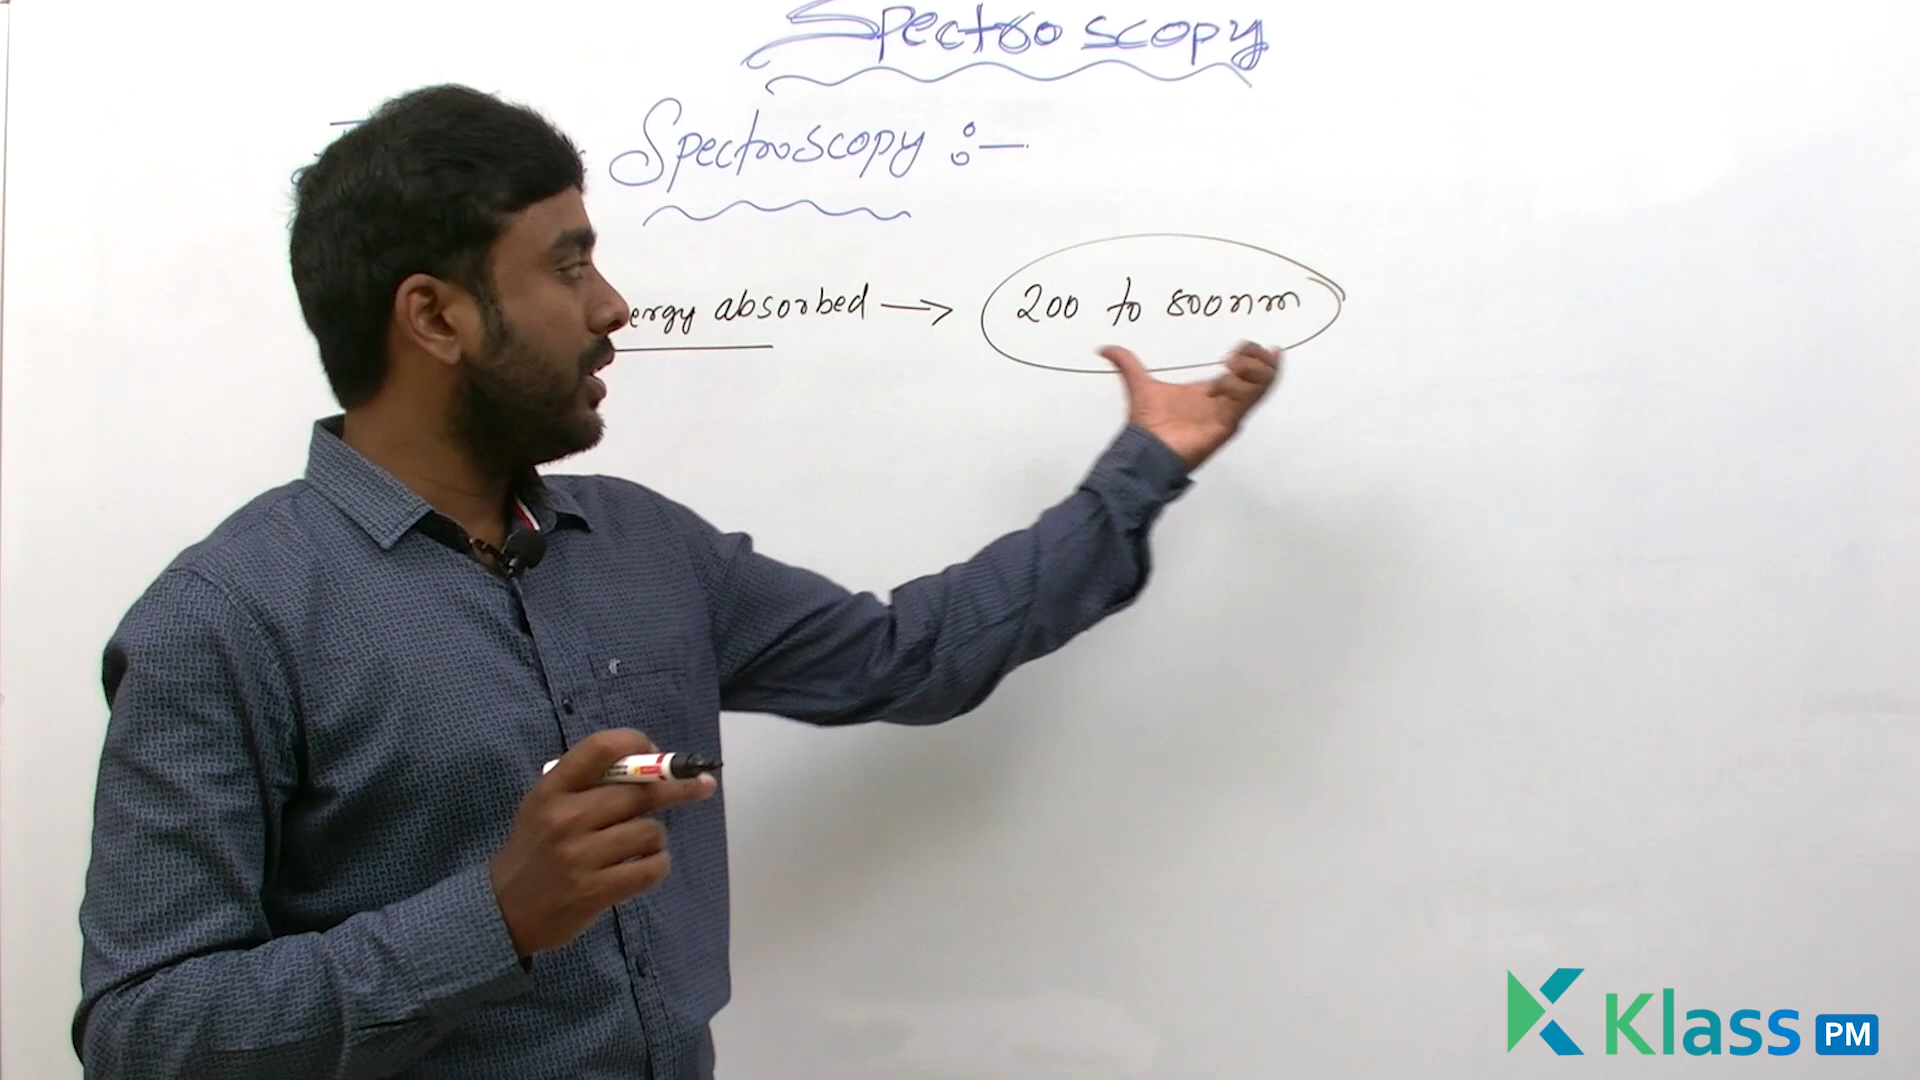 Spectroscopy
Spectroscopy :-
ergy absorbed → 200 to 800nm
Klass PM